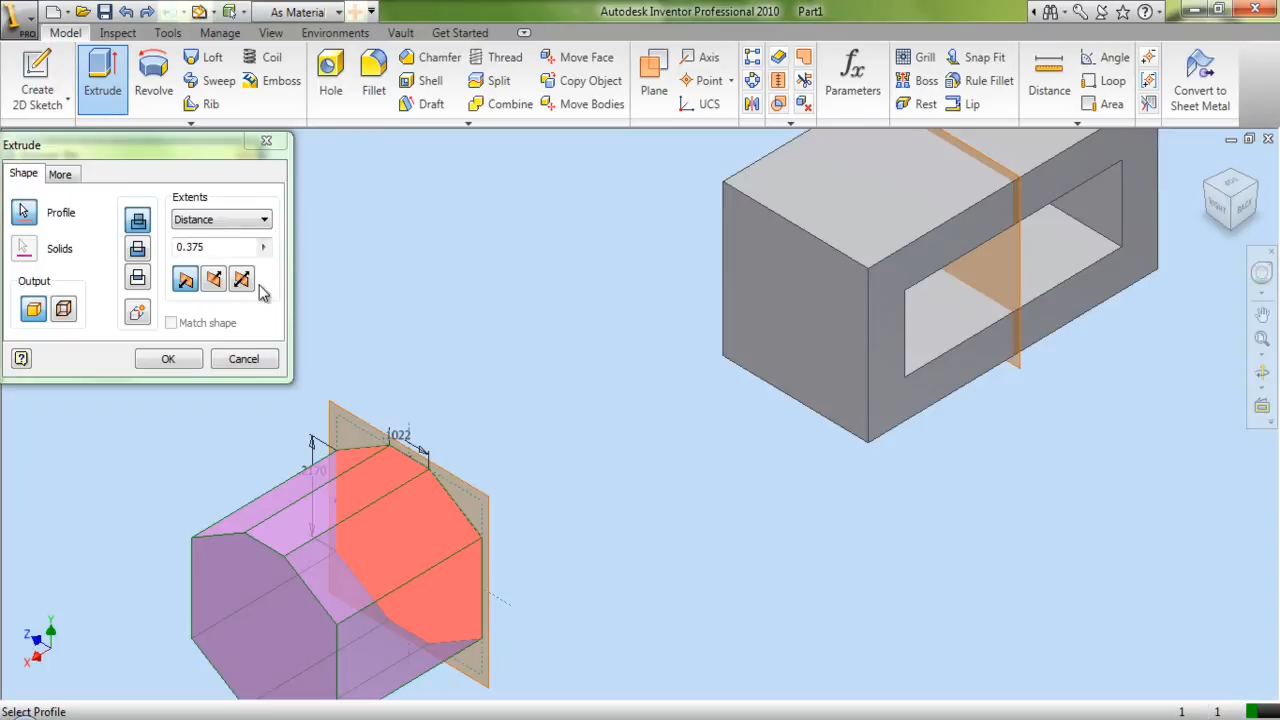 As Material
Autodesk Inventor Professional 2010 Part1
PRO
Model Inspect Tools Manage View Environments Vault Get Started
Create
2D Sketch
Extrude
Revolve
Loft
Sweep
Rib
Coil
Emboss
Hole
Fillet
Chamfer
Shell
Draft
Thread
Split
Combine
Move Face
Copy Object
Move Bodies
Plane
Axis
Point
UCS
Parameters
Grill
Boss
Rest
Snap Fit
Rule Fillet
Lip
Distance
Angle
Loop
Area
Convert to
Sheet Metal
Extrude
Shape More
Profile
Solids
Output
Extents
Distance
0.375
Match shape
OK Cancel
RIGHT BACK
Y
Z
X
Select Profile
1 1